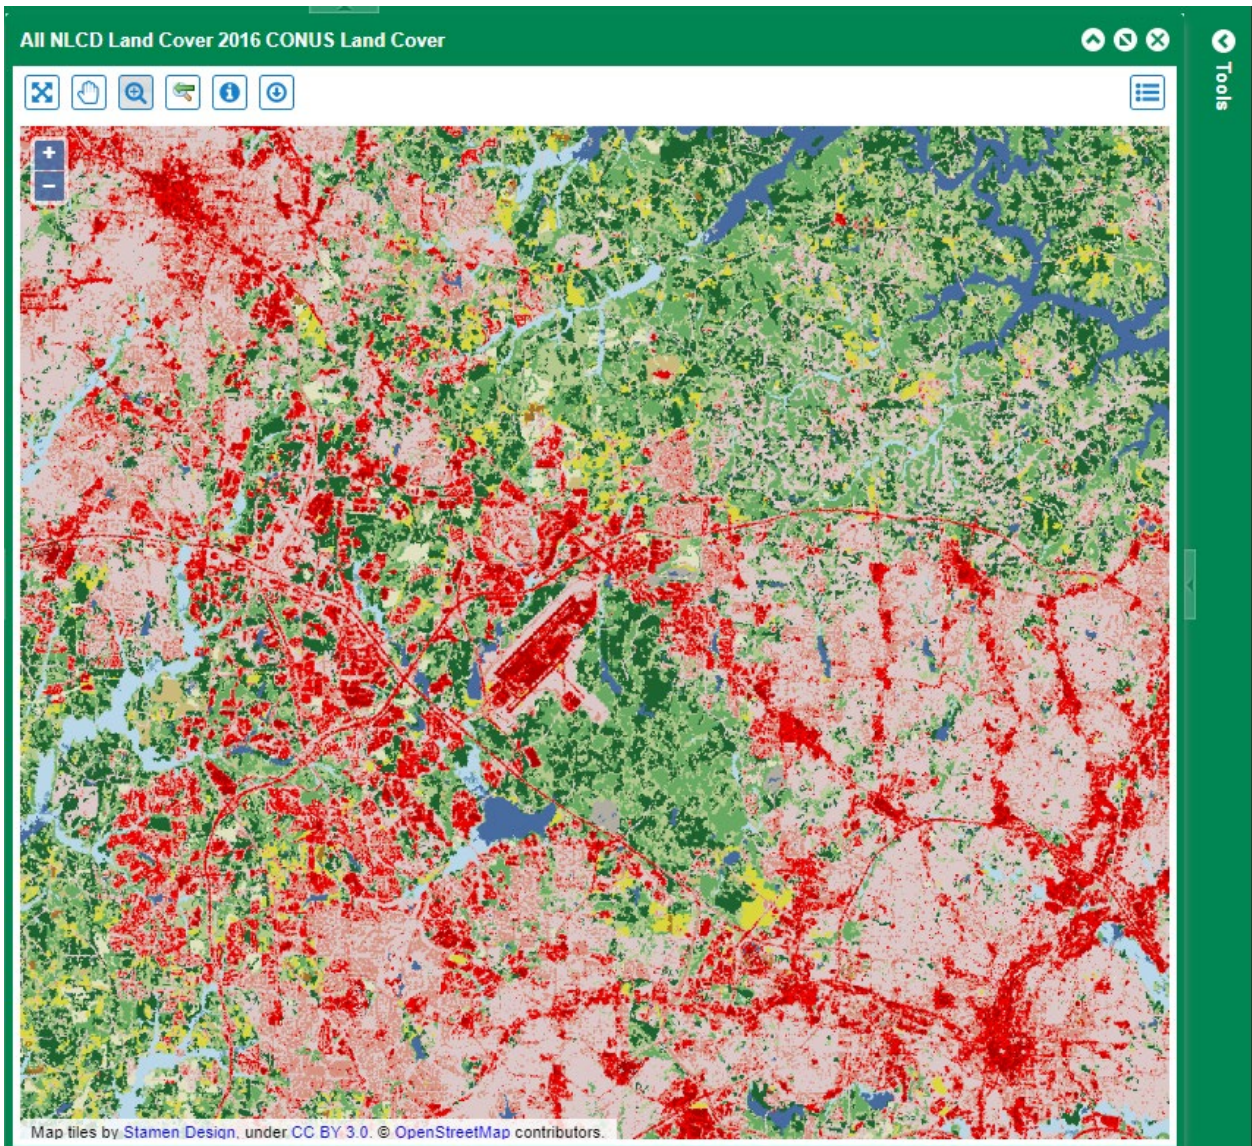 All NLCD Land Cover 2016 CONUS Land Cover
Tools
+
−
Map tiles by Stamen Design, under CC BY 3.0. © OpenStreetMap contributors.